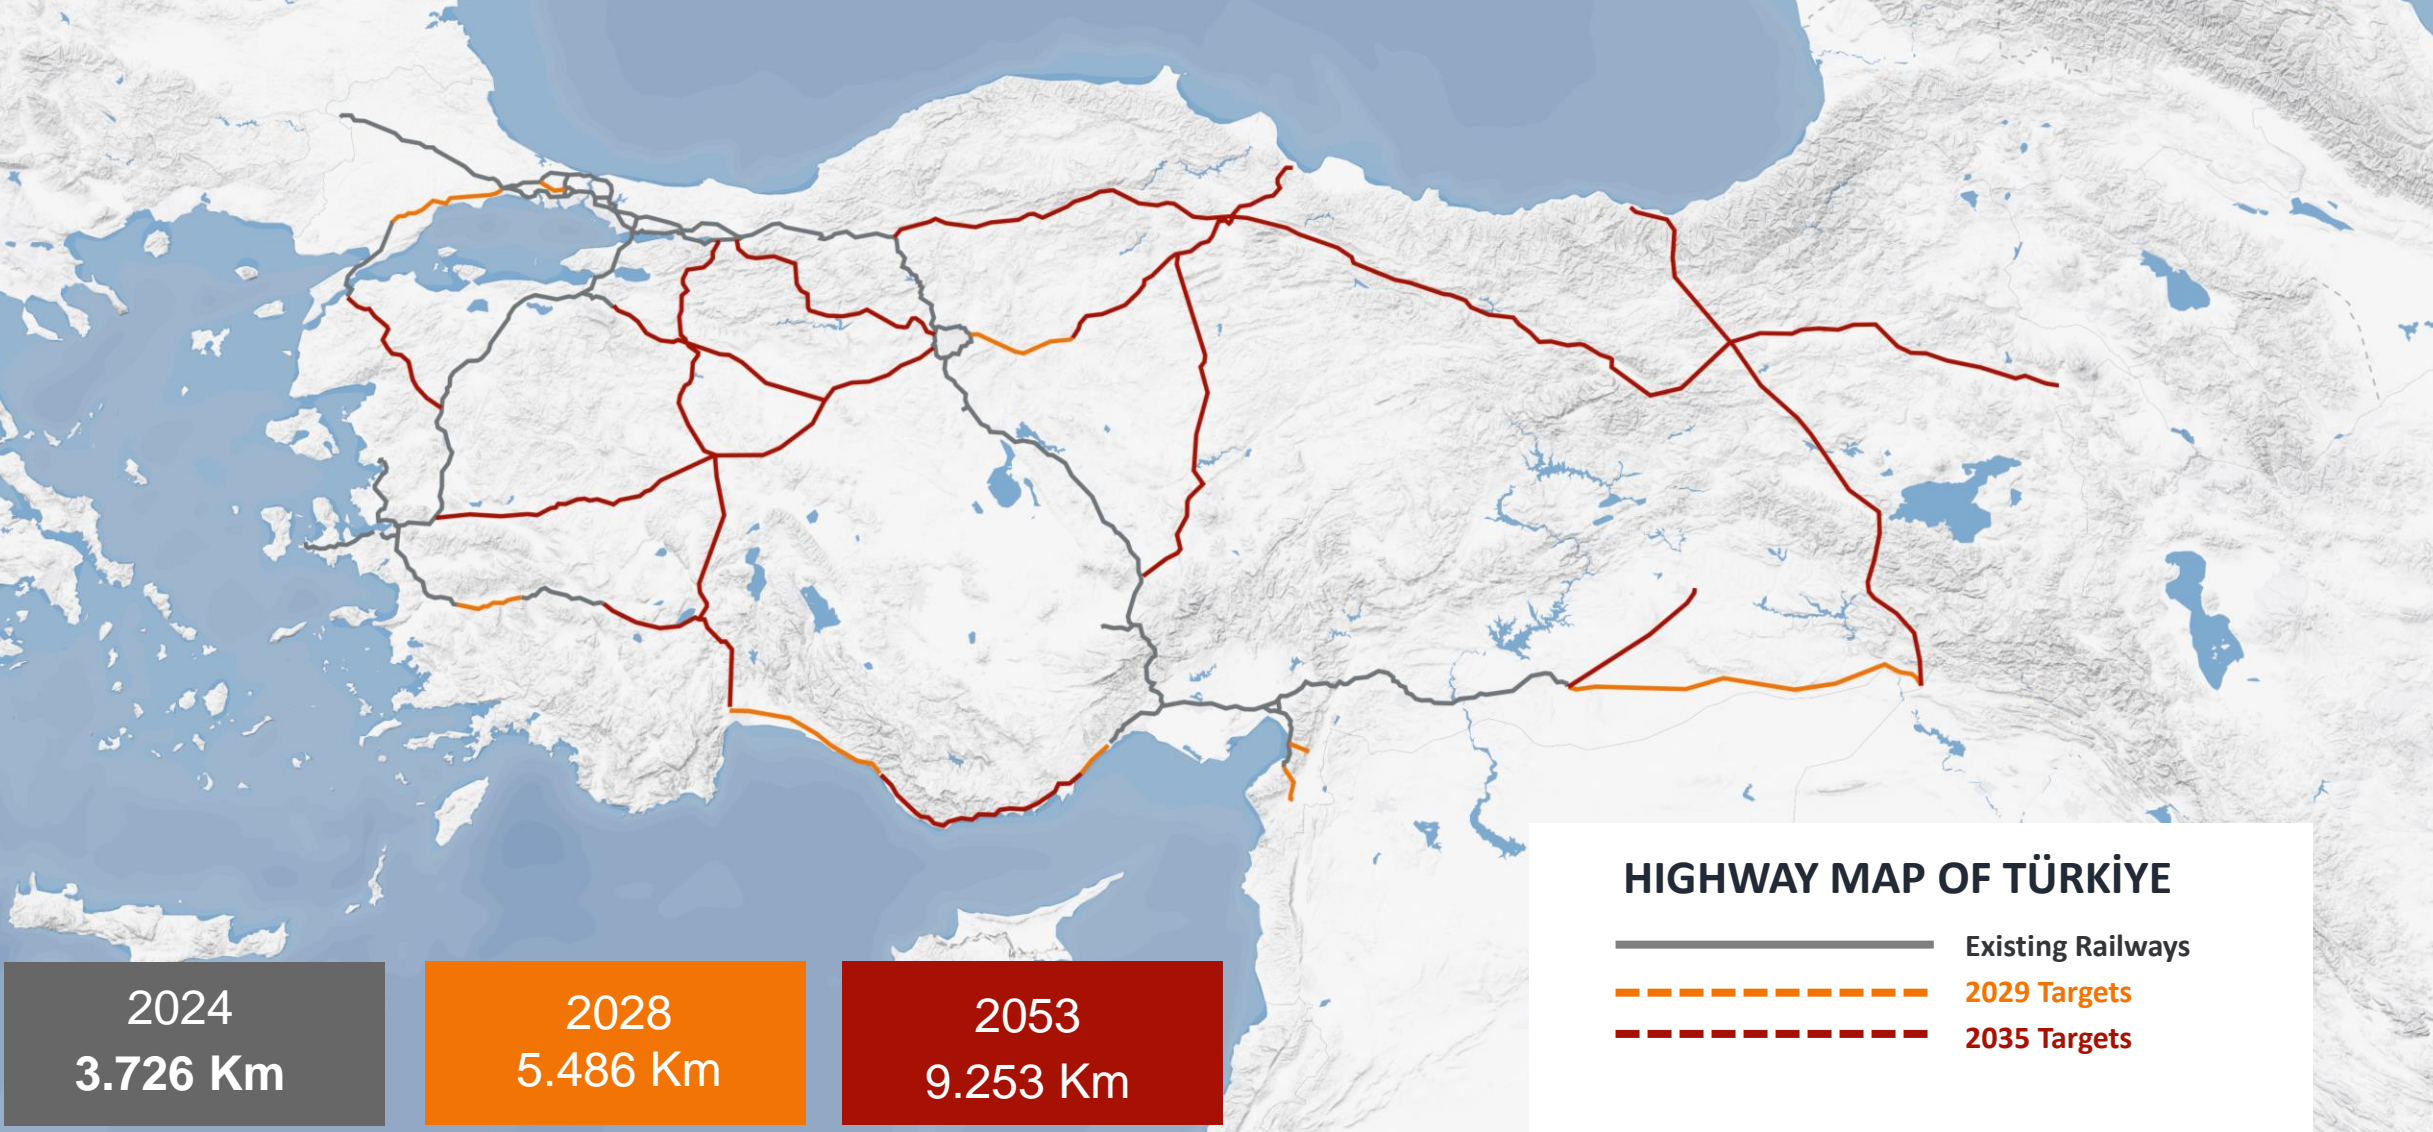 HIGHWAY MAP OF TÜRKİYE
Existing Railways
2029 Targets
2035 Targets
2024
3.726 Km
2028
5.486 Km
2053
9.253 Km